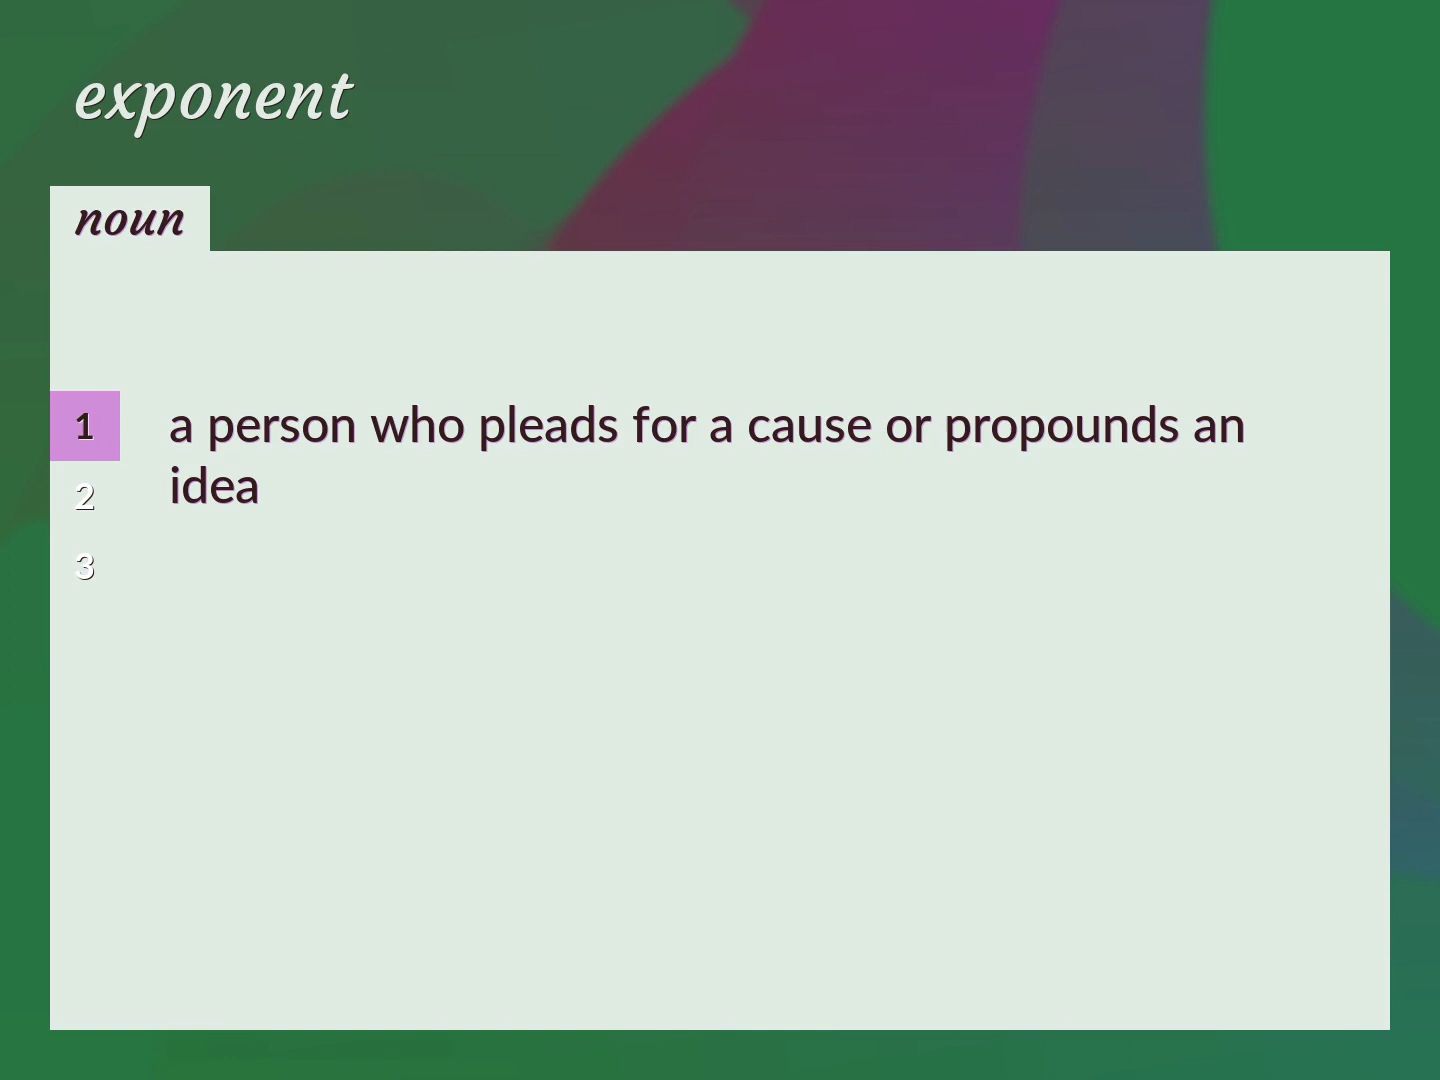 exponent
noun
1
a person who pleads for a cause or propounds an
idea
2
3